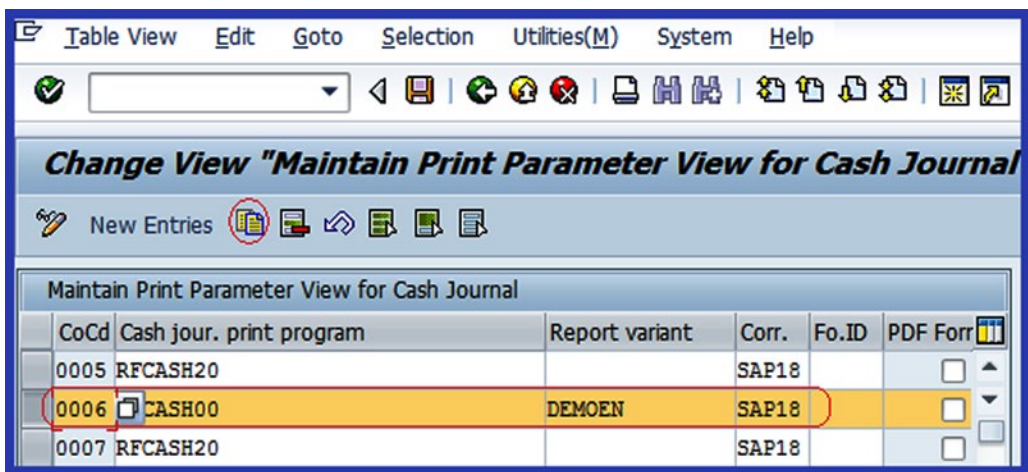 Table View Edit Goto Selection Utilities(M) System Help
Change View "Maintain Print Parameter View for Cash Journal
New Entries
Maintain Print Parameter View for Cash Journal
CoCd Cash jour. print program Report variant Corr. Fo.ID PDF Forr
0005 RFCASH20 SAP18
0006 CASH00 DEMOEN SAP18
0007 RFCASH20 SAP18